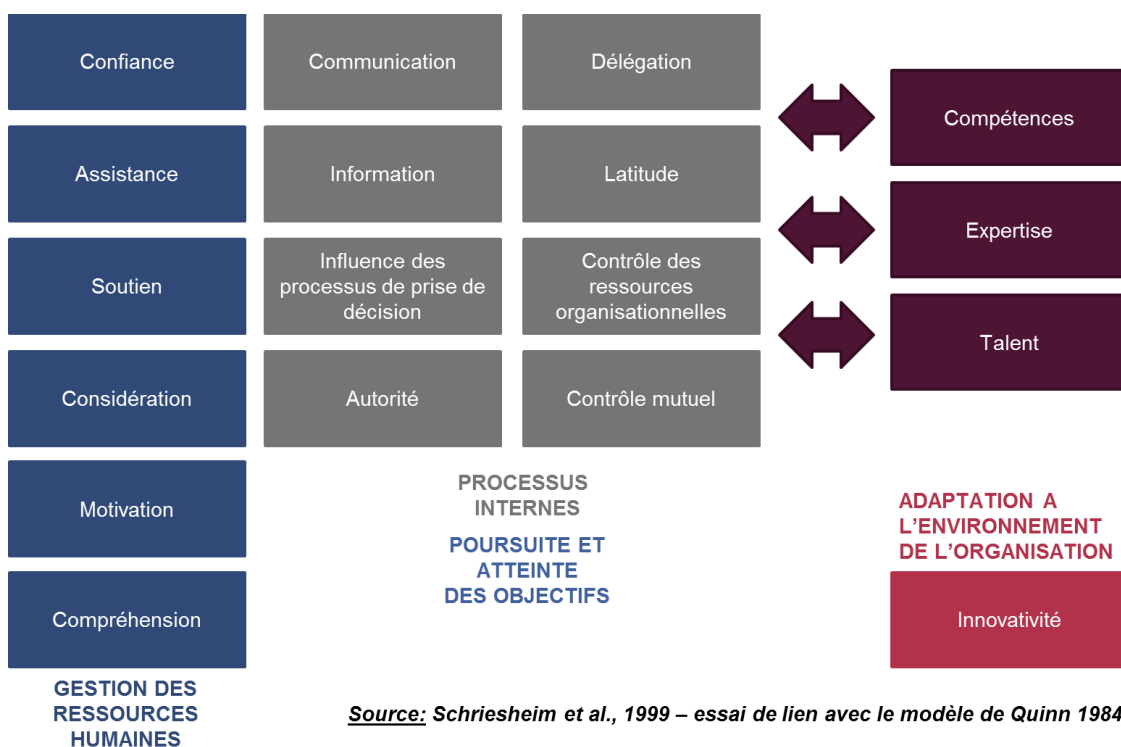 Confiance
Communication
Délégation
Compétences
Assistance
Information
Latitude
Expertise
Soutien
Influence des
processus de prise de
décision
Contrôle des
ressources
organisationnelles
Talent
Considération
Autorité
Contrôle mutuel
Motivation
PROCESSUS
INTERNES
POURSUITE ET
ATTEINTE
DES OBJECTIFS
ADAPTATION A
L'ENVIRONNEMENT
DE L'ORGANISATION
Compréhension
Innovativité
GESTION DES
RESSOURCES
HUMAINES
Source: Schriesheim et al., 1999 – essai de lien avec le modèle de Quinn 1984